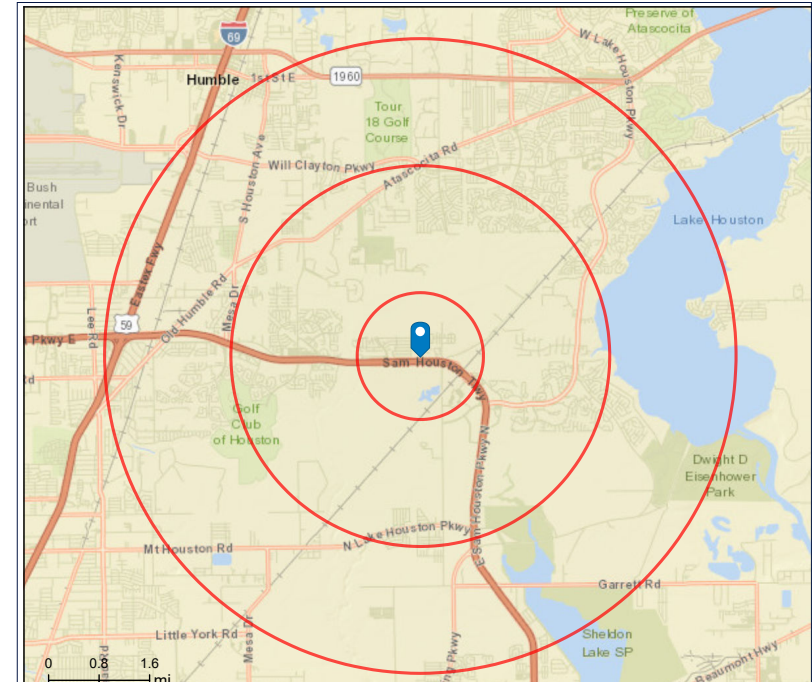 Preserve of
Atascocita
W Lake Houston Pkwy
69
Kenswick Dr
Humble
1st St E
1960
Tour
18 Golf
Course
S Houston Ave
Will Clayton Pkwy
Atascocita Rd
Bush
inental
ort
Lake Houston
Eastex Fwy
Old Humble Rd
Mesa Dr
Lee Rd
59
Pkwy E
Sam Houston Twy
Rd
Golf
Club
of Houston
E Sam Houston Pkwy N
Dwight D
Eisenhower
Park
N Lake Houston Pkwy
Mt Houston Rd
Garrett Rd
Little York Rd
Mesa Dr
Sheldon
Lake SP
ng Pkwy
Beaumont Hwy
0 0.8 1.6
mi